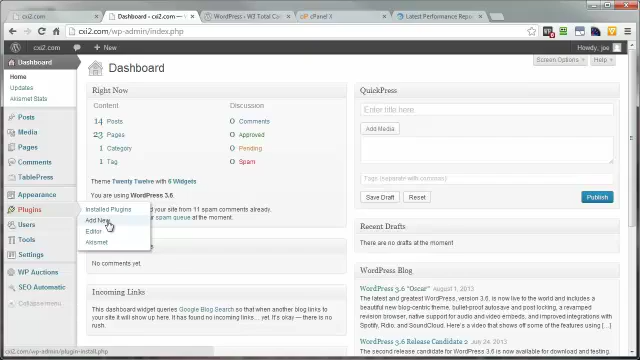 cxi2.com
Dashboard ‹ cxi2.com —
WordPress › W3 Total C
cPanel X
Latest Performance Repo
cxi2.com/wp-admin/index.php
cxi2.com
+ New
Howdy, joe
Dashboard
Home
Updates
Akismet Stats
Posts
Media
Pages
Comments
TablePress
Appearance
Plugins
Users
Tools
Settings
WP Auctions
SEO Automatic
Collapse menu
Installed Plugins
Add New
Editor
Akismet
Dashboard
Screen Options
Help
Right Now
Content
Discussion
14 Posts
0 Comments
23 Pages
0 Approved
1 Category
0 Pending
1 Tag
0 Spam
Theme Twenty Twelve with 6 Widgets
You are using WordPress 3.6.
ed your site from 11 spam comments already.
r spam queue at the moment.
No comments yet.
Incoming Links
This dashboard widget queries Google Blog Search so that when another blog links to
your site it will show up here. It has found no incoming links… yet. It's okay — there is no
rush.
QuickPress
Enter title here
Add Media
Tags (separate with commas)
Save Draft
Reset
Publish
Recent Drafts
There are no drafts at the moment
WordPress Blog
WordPress 3.6 "Oscar" August 1, 2013
The latest and greatest WordPress, version 3.6, is now live to the world and includes a
beautiful new blog-centric theme, bullet-proof autosave and post locking, a revamped
revision browser, native support for audio and video embeds, and improved integrations with
Spotify, Rdio, and SoundCloud. Here's a video that shows off some of the features using […]
WordPress 3.6 Release Candidate 2 July 24, 2013
The second release candidate for WordPress 3.6 is now available for download and testing.
cxi2.com/wp-admin/plugin-install.php